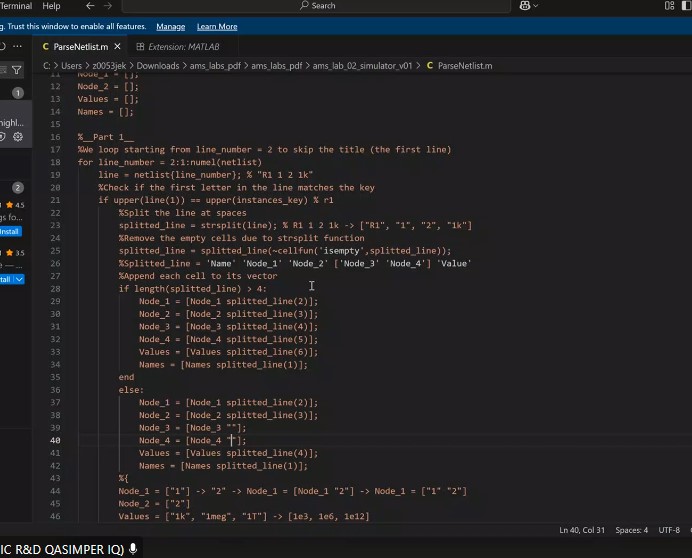 Terminal Help ← → Search
g. Trust this window to enable all features. Manage Learn More
ParseNetlist.m × Extension: MATLAB
C: > Users > z0053jek > Downloads > ams_labs_pdf > ams_labs_pdf > ams_lab_02_simulator_v01 > C ParseNetlist.m
11 Node_1 = [];
12 Node_2 = [];
13 Values = [];
14 Names = [];
15
16 %__Part 1__
17 %We loop starting from line_number = 2 to skip the title (the first line)
18 for line_number = 2:1:numel(netlist)
19 line = netlist{line_number}; % "R1 1 2 1k"
20 %Check if the first letter in the line matches the key
21 if upper(line(1)) == upper(instances_key) % r1
22 %Split the line at spaces
23 splitted_line = strsplit(line); % R1 1 2 1k -> ["R1", "1", "2", "1k"]
24 %Remove the empty cells due to strsplit function
25 splitted_line = splitted_line(~cellfun('isempty',splitted_line));
26 %Splitted_line = 'Name' 'Node_1' 'Node_2' ['Node_3' 'Node_4'] 'Value'
27 %Append each cell to its vector
28 if length(splitted_line) > 4:
29 Node_1 = [Node_1 splitted_line(2)];
30 Node_2 = [Node_2 splitted_line(3)];
31 Node_3 = [Node_3 splitted_line(4)];
32 Node_4 = [Node_4 splitted_line(5)];
33 Values = [Values splitted_line(6)];
34 Names = [Names splitted_line(1)];
35 end
36 else:
37 Node_1 = [Node_1 splitted_line(2)];
38 Node_2 = [Node_2 splitted_line(3)];
39 Node_3 = [Node_3 ""];
40 Node_4 = [Node_4 ""];
41 Values = [Values splitted_line(4)];
42 Names = [Names splitted_line(1)];
43 %{
44 Node_1 = ["1"] -> "2" -> Node_1 = [Node_1 "2"] -> Node_1 = ["1" "2"]
45 Node_2 = ["2"]
46 Values = ["1k", "1meg", "1T"] -> [1e3, 1e6, 1e12]
1
highl...
2
4.5
s fo...
Install
3.5
e — ...
tall
Ln 40, Col 31 Spaces: 4 UTF-8
IC R&D QASIMPER IQ)